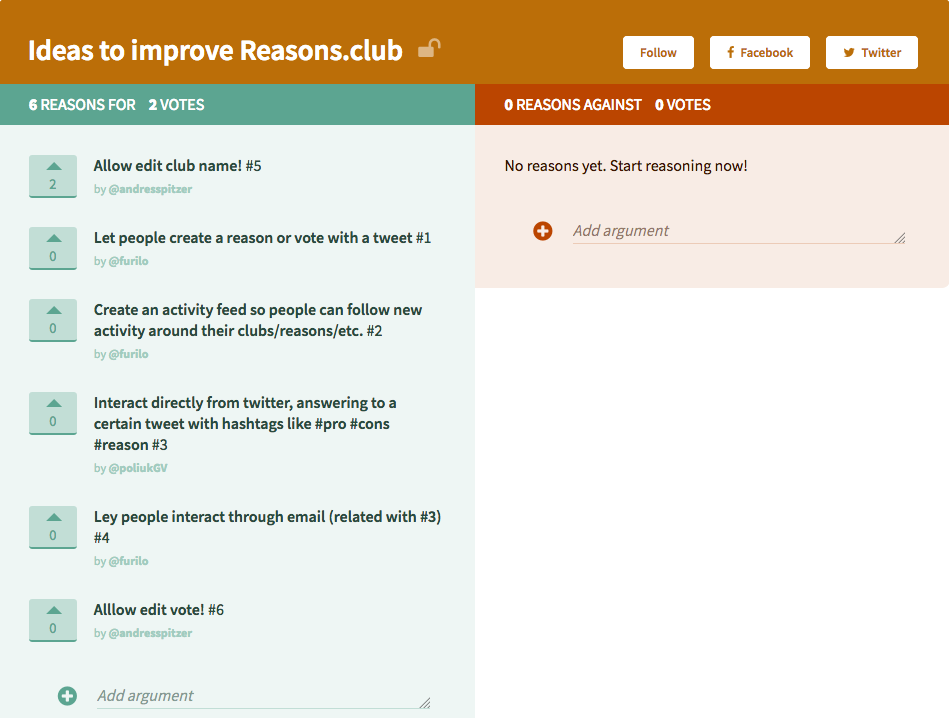 Ideas to improve Reasons.club
Follow
Facebook
Twitter
6 REASONS FOR 2 VOTES
0 REASONS AGAINST 0 VOTES
2
Allow edit club name! #5
by @andresspitzer
0
Let people create a reason or vote with a tweet #1
by @furilo
0
Create an activity feed so people can follow new
activity around their clubs/reasons/etc. #2
by @furilo
0
Interact directly from twitter, answering to a
certain tweet with hashtags like #pro #cons
#reason #3
by @poliukGV
0
Ley people interact through email (related with #3)
#4
by @furilo
0
Alllow edit vote! #6
by @andresspitzer
Add argument
No reasons yet. Start reasoning now!
Add argument